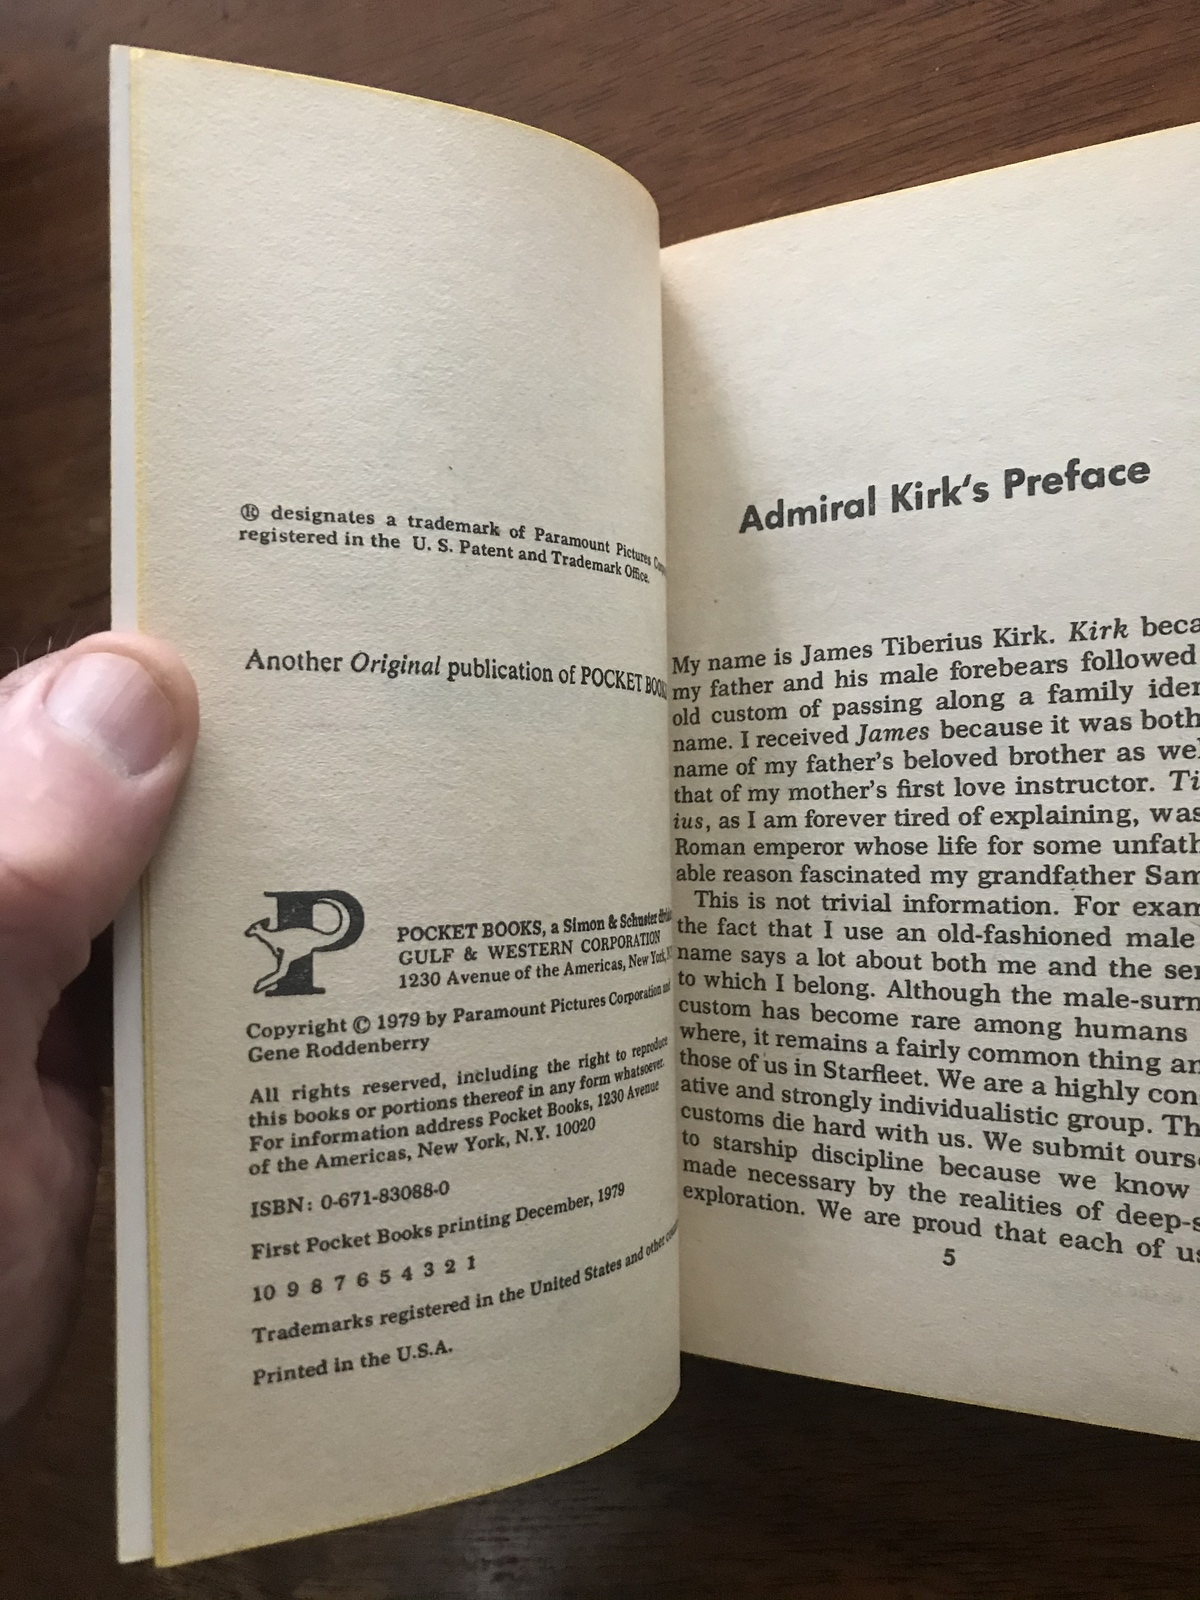 ® designates a trademark of Paramount Pictures
registered in the U. S. Patent and Trademark Office.
Another Original publication of POCKET
POCKET BOOKS, a Simon & Schuster
GULF & WESTERN CORPORATION
1230 Avenue of the Americas, New York,
Copyright © 1979 by Paramount Pictures Corporation and
Gene Roddenberry
All rights reserved, including the right to reproduce
this books or portions thereof in any form whatsoever.
For information address Pocket Books, 1230 Avenue
of the Americas, New York, N.Y. 10020
ISBN: 0-671-83088-0
First Pocket Books printing December, 1979
10 9 8 7 6 5 4 3 2 1
Trademarks registered in the United States and other
Printed in the U.S.A.
Admiral Kirk's Preface
My name is James Tiberius Kirk. Kirk
my father and his male forebears followed
old custom of passing along a family
name. I received James because it was both
name of my father's beloved brother as
that of my mother's first love instructor.
ius, as I am forever tired of explaining, was
Roman emperor whose life for some
able reason fascinated my grandfather
This is not trivial information. For
the fact that I use an old-fashioned male
name says a lot about both me and the
to which I belong. Although the
custom has become rare among humans
where, it remains a fairly common thing
those of us in Starfleet. We are a highly
ative and strongly individualistic group.
customs die hard with us. We submit
to starship discipline because we know
made necessary by the realities of
exploration. We are proud that each of
5